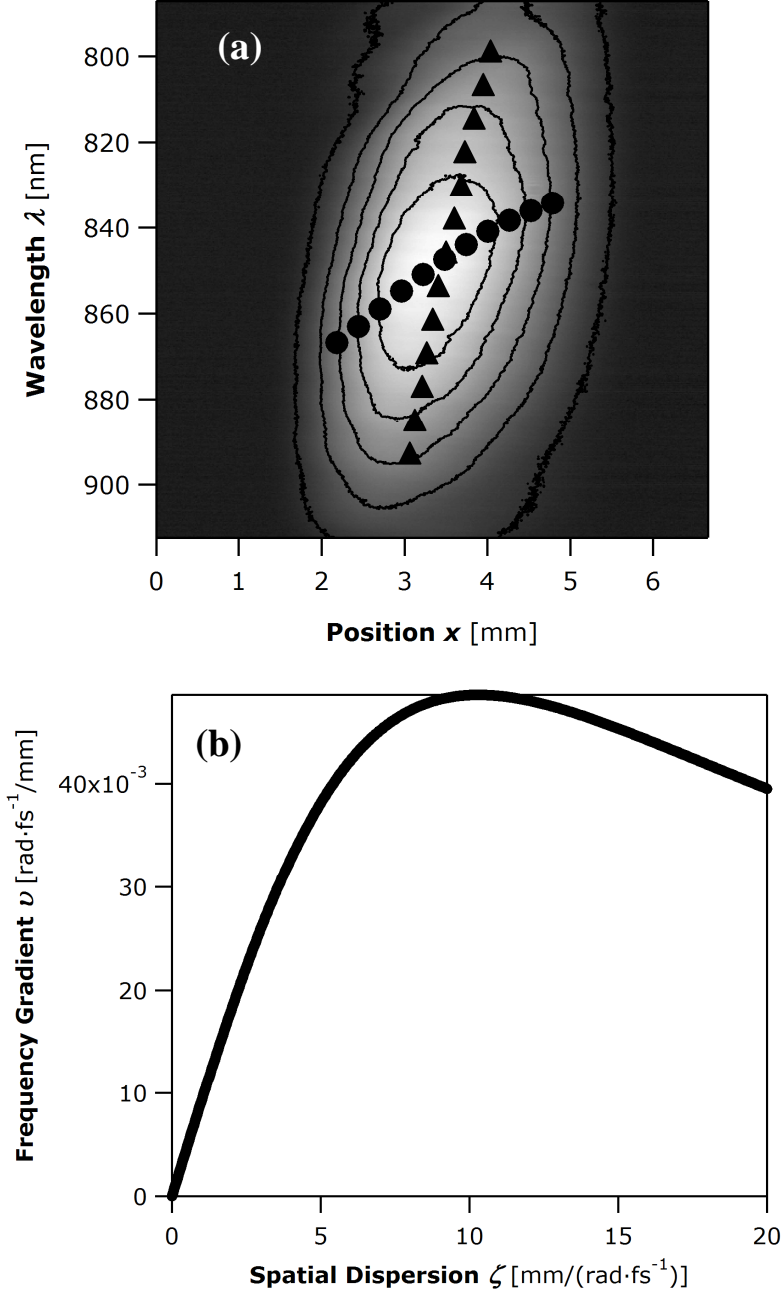 (a)
800
820
840
860
880
900
Wavelength λ [nm]
0 1 2 3 4 5 6
Position x [mm]
(b)
40x10⁻³
30
20
10
0
Frequency Gradient υ [rad·fs⁻¹/mm]
0 5 10 15 20
Spatial Dispersion ζ [mm/(rad·fs⁻¹)]